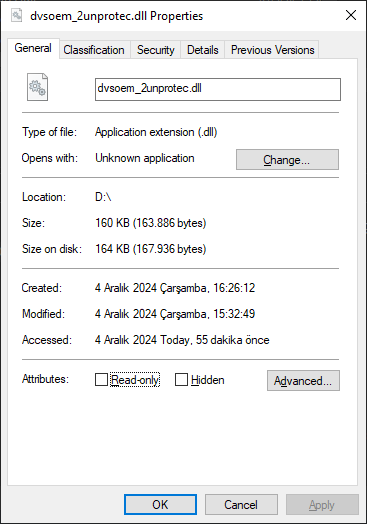 dvsoem_2unprotec.dll Properties
General Classification Security Details Previous Versions
dvsoem_2unprotec.dll
Type of file: Application extension (.dll)
Opens with: Unknown application Change...
Location: D:\
Size: 160 KB (163.886 bytes)
Size on disk: 164 KB (167.936 bytes)
Created: 4 Aralık 2024 Çarşamba, 16:26:12
Modified: 4 Aralık 2024 Çarşamba, 15:32:49
Accessed: 4 Aralık 2024 Today, 55 dakika önce
Attributes: Read-only Hidden Advanced...
OK Cancel Apply